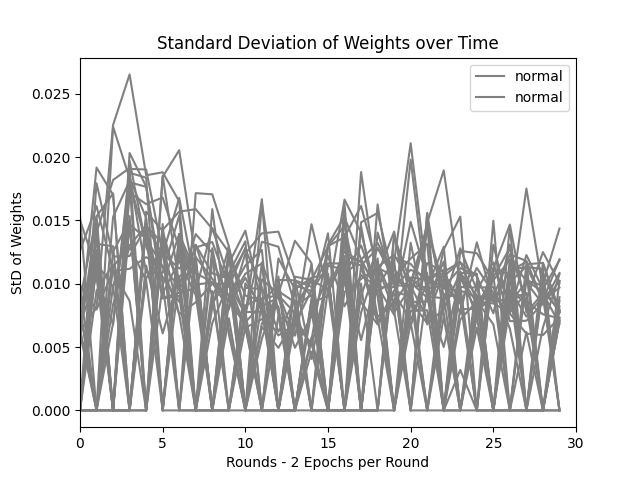 Standard Deviation of Weights over Time
normal
normal
0.025
0.020
0.015
0.010
0.005
0.000
StD of Weights
0 5 10 15 20 25 30
Rounds - 2 Epochs per Round